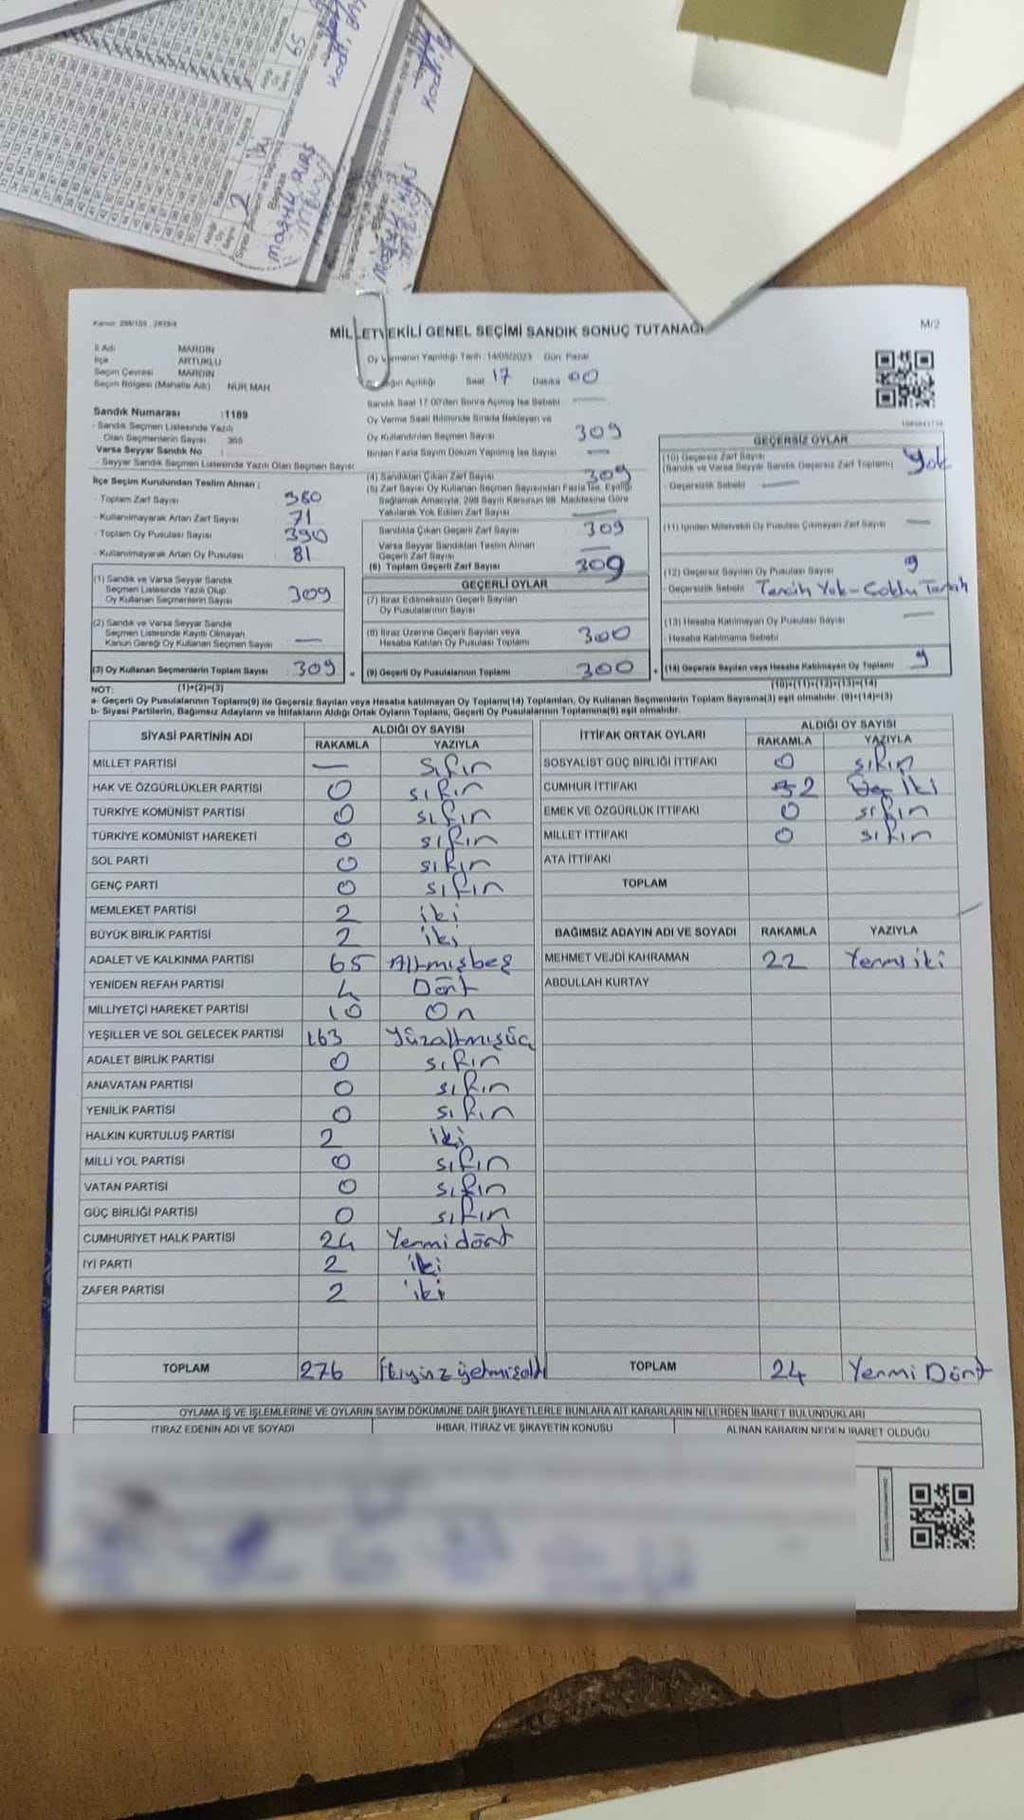 M/2
MİLLETVEKİLİ GENEL SEÇİMİ SANDIK SONUÇ TUTANAĞI
İl Adı MARDİN
İlçe ARTUKLU
Seçim Çevresi MARDİN
Seçim Bölgesi (Mahalle Adı) NUR MAH
Sandık Numarası :1189
- Sandık Seçmen Listesinde Yazılı
Olan Seçmenlerin Sayısı
Varsa Seyyar Sandık No
- Seyyar Sandık Seçmen Listesinde Yazılı Olan Seçmen Sayısı:
İlçe Seçim Kurulundan Teslim Alınan :
- Toplam Zarf Sayısı 380
- Kullanılmayarak Artan Zarf Sayısı 71
- Toplam Oy Pusulası Sayısı 390
- Kullanılmayarak Artan Oy Pusulası 81
(1) Sandık ve Varsa Seyyar Sandık
Seçmen Listesinde Yazılı Olup
Oy Kullanan Seçmenlerin Sayısı 309
(2) Sandık ve Varsa Seyyar Sandık
Seçmen Listesinde Kayıtlı Olmayan
Kanun Gereği Oy Kullanan Seçmen Sayısı —
(3) Oy Kullanan Seçmenlerin Toplam Sayısı 309
(1)+(2)=(3)
Oy Vermenin Yapıldığı Tarih :14/05/2023 Gün: Pazar
Saat 17 Dakika 00
Sandık Saat 17:00'den Sonra Açılmış İse Sebebi —
Oy Verme Saati Bitiminde Sırada Bekleyen ve
Oy Kullandırılan Seçmen Sayısı 309
Birden Fazla Sayım Döküm Yapılmış İse Sayısı —
(4) Sandıktan Çıkan Zarf Sayısı 309
(5) Zarf Sayısı Oy Kullanan Seçmen Sayısından Fazla İse, Eşitliği
Sağlamak Amacıyla, 298 Sayılı Kanunun 98. Maddesine Göre
Yakılarak Yok Edilen Zarf Sayısı —
Sandıkta Çıkan Geçerli Zarf Sayısı 309
Varsa Seyyar Sandıktan Teslim Alınan
Geçerli Zarf Sayısı —
(6) Toplam Geçerli Zarf Sayısı 309
GEÇERLİ OYLAR
(7) İtiraz Edilmeksizin Geçerli Sayılan
Oy Pusulalarının Sayısı
(8) İtiraz Üzerine Geçerli Sayılan veya
Hesaba Katılan Oy Pusulası Toplamı 300
(9) Geçerli Oy Pusulalarının Toplamı 300
GEÇERSİZ OYLAR
(10) Geçersiz Zarf Sayısı
(Sandık ve Varsa Seyyar Sandık Geçersiz Zarf Toplamı) Yok
- Geçersizlik Sebebi —
(11) İçinden Milletvekili Oy Pusulası Çıkmayan Zarf Sayısı —
(12) Geçersiz Sayılan Oy Pusulası Sayısı 9
- Geçersizlik Sebebi Tercih Yok-
(13) Hesaba Katılmayan Oy Pusulası Sayısı —
- Hesaba Katılmama Sebebi
(14) Geçersiz Sayılan veya Hesaba Katılmayan Oy Toplamı 9
(10)+(11)+(12)+(13)=(14)
NOT:
a- Geçerli Oy Pusulalarının Toplamı(9) ile Geçersiz Sayılan veya Hesaba katılmayan Oy Toplamı(14) Toplamları, Oy Kullanan Seçmenlerin Toplam Sayısına(3) eşit olmalıdır. (9)+(14)=(3)
b- Siyasi Partilerin, Bağımsız Adayların ve İttifakların Aldığı Ortak Oyların Toplamı, Geçerli Oy Pusulalarının Toplamına(9) eşit olmalıdır.
SİYASİ PARTİNİN ADI ALDIĞI OY SAYISI
RAKAMLA YAZIYLA
MİLLET PARTİSİ — sıfır
HAK VE ÖZGÜRLÜKLER PARTİSİ 0 sıfır
TÜRKİYE KOMÜNİST PARTİSİ 0 sıfır
TÜRKİYE KOMÜNİST HAREKETİ 0 sıfır
SOL PARTİ 0 sıfır
GENÇ PARTİ 0 sıfır
MEMLEKET PARTİSİ 2 iki
BÜYÜK BİRLİK PARTİSİ 2 iki
ADALET VE KALKINMA PARTİSİ 65 Altmışbeş
YENİDEN REFAH PARTİSİ 4 Dört
MİLLİYETÇİ HAREKET PARTİSİ 10 On
YEŞİLLER VE SOL GELECEK PARTİSİ 163 Yüzaltmışüç
ADALET BİRLİK PARTİSİ 0 sıfır
ANAVATAN PARTİSİ 0 sıfır
YENİLİK PARTİSİ 0 sıfır
HALKIN KURTULUŞ PARTİSİ 2 iki
MİLLİ YOL PARTİSİ 0 sıfır
VATAN PARTİSİ 0 sıfır
GÜÇ BİRLİĞİ PARTİSİ 0 sıfır
CUMHURİYET HALK PARTİSİ 24 Yermidört
İYİ PARTİ 2 iki
ZAFER PARTİSİ 2 iki
TOPLAM 276
İTTİFAK ORTAK OYLARI ALDIĞI OY SAYISI
RAKAMLA YAZIYLA
SOSYALİST GÜÇ BİRLİĞİ İTTİFAKI 0 sıfır
CUMHUR İTTİFAKI 2 iki
EMEK VE ÖZGÜRLÜK İTTİFAKI 0 sıfır
MİLLET İTTİFAKI 0 sıfır
ATA İTTİFAKI
TOPLAM
BAĞIMSIZ ADAYIN ADI VE SOYADI RAKAMLA YAZIYLA
MEHMET VEJDİ KAHRAMAN 22 Yermi iki
ABDULLAH KURTAY
TOPLAM 24 Yermi Dört
OYLAMA İŞ VE İŞLEMLERİNE VE OYLARIN SAYIM DÖKÜMÜNE DAİR ŞİKAYETLERLE BUNLARA AİT KARARLARIN NELERDEN İBARET BULUNDUKLARI
İTİRAZ EDENİN ADI VE SOYADI İHBAR, İTİRAZ VE ŞİKAYETİN KONUSU ALINAN KARARIN NEDEN İBARET OLDUĞU